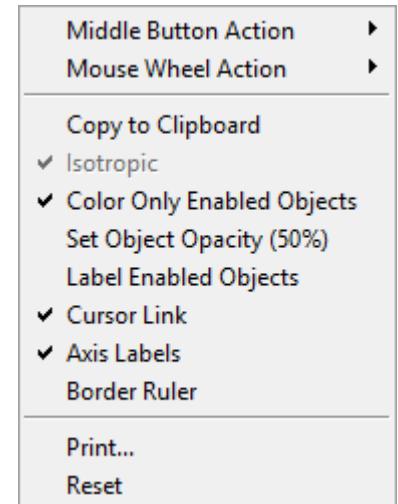 Middle Button Action
Mouse Wheel Action
Copy to Clipboard
Isotropic
Color Only Enabled Objects
Set Object Opacity (50%)
Label Enabled Objects
Cursor Link
Axis Labels
Border Ruler
Print...
Reset